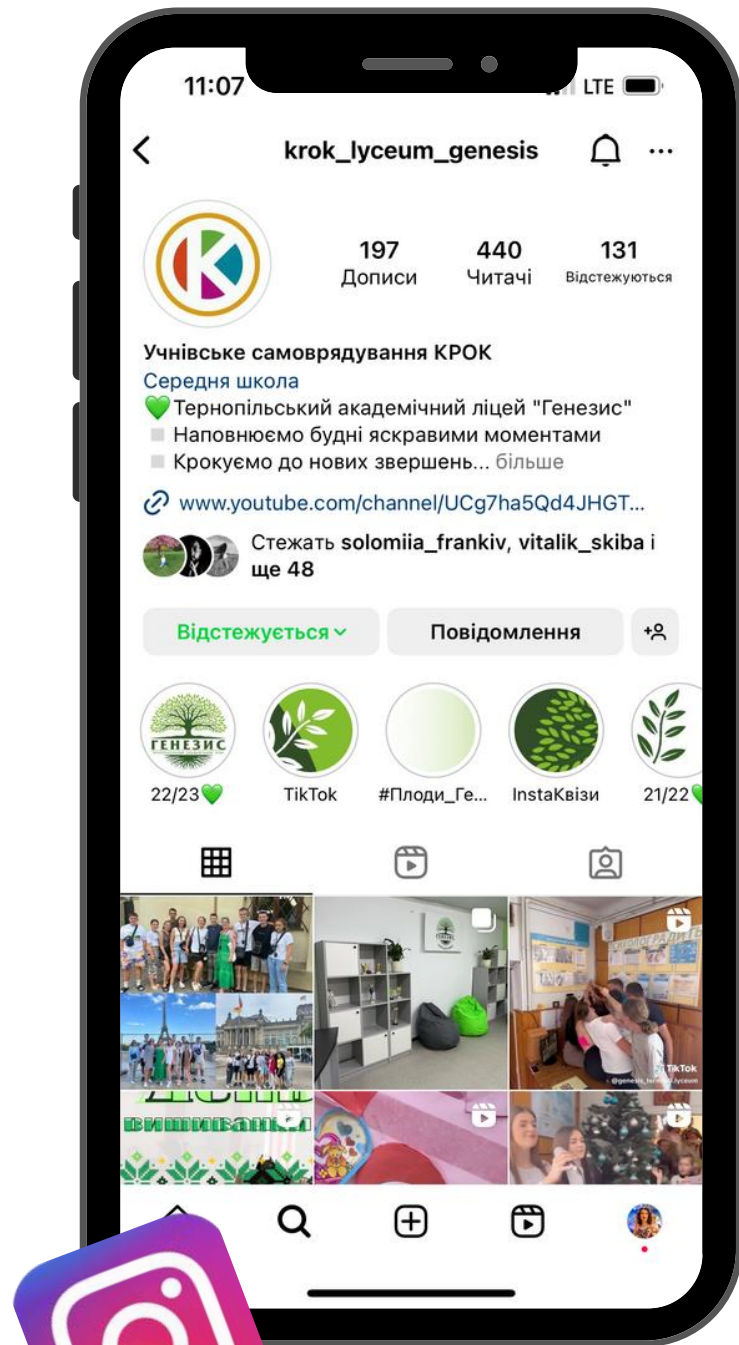 11:07
LTE
krok_lyceum_genesis
197 440 131
Дописи Читачі Відстежуються
Учнівське самоврядування КРОК
Середня школа
💚Тернопільський академічний ліцей "Генезис"
Наповнюємо будні яскравими моментами
Крокуємо до нових звершень... більше
www.youtube.com/channel/UCg7ha5Qd4JHGT...
Стежать solomiia_frankiv, vitalik_skiba і
ще 48
Відстежується Повідомлення
ГЕНЕЗИС
22/23💚 TikTok #Плоди_Ге... InstaКвізи 21/22💚
TikTok
День
вишиванки